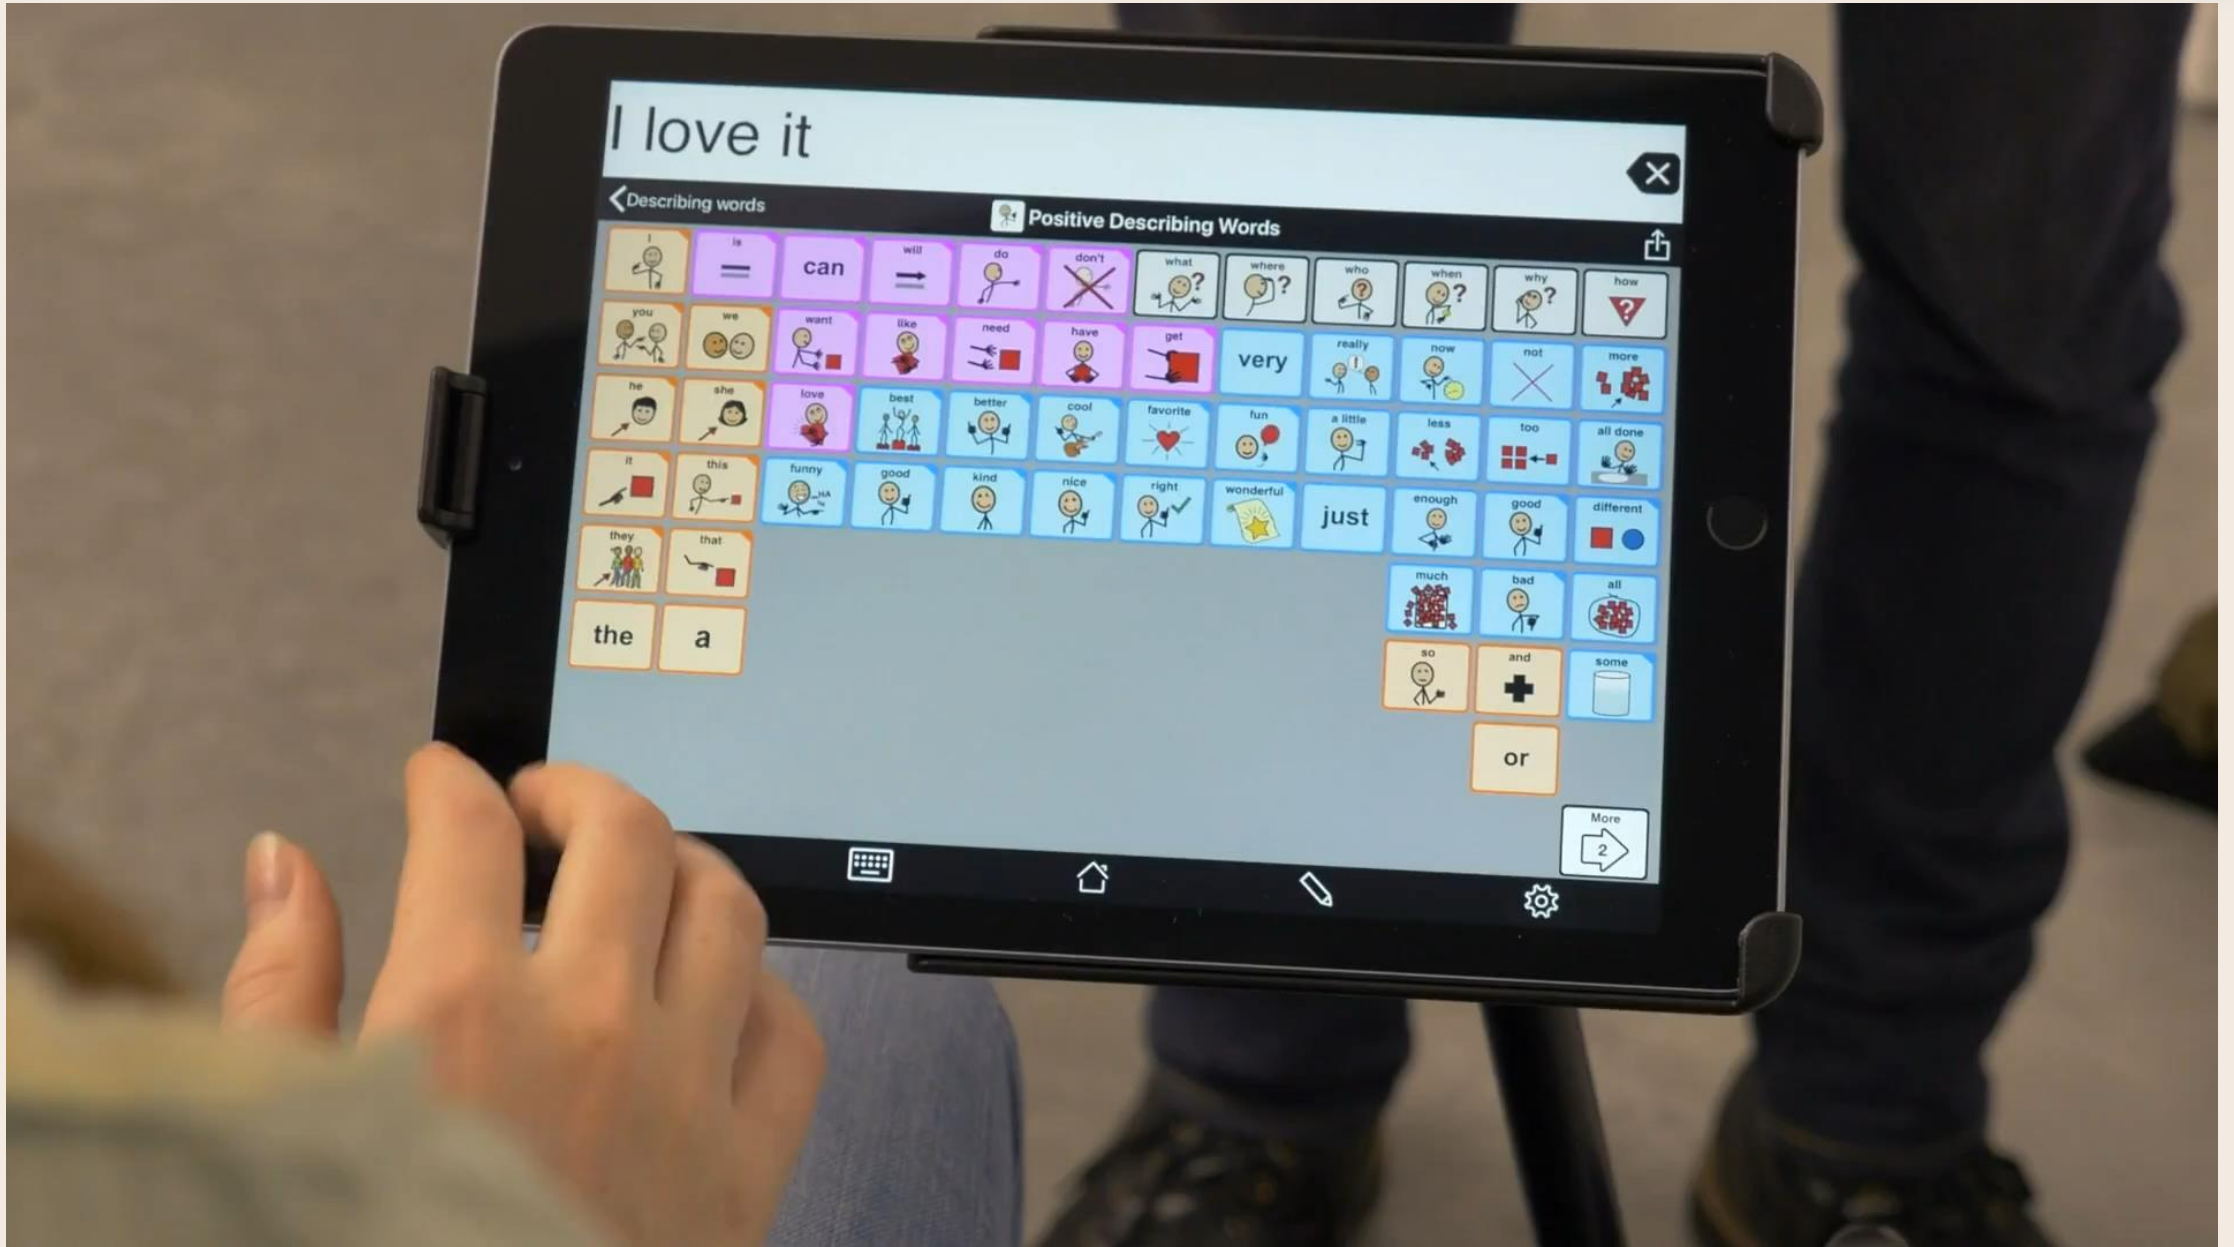 I love it
Describing words
Positive Describing Words
I is can will do don't what where who when why how
you we want like need have get very really now not more
he she love best better cool favorite fun a little less too all done
it this funny good kind nice right wonderful just enough good different
they that much bad all
the a so and some
or
More
2